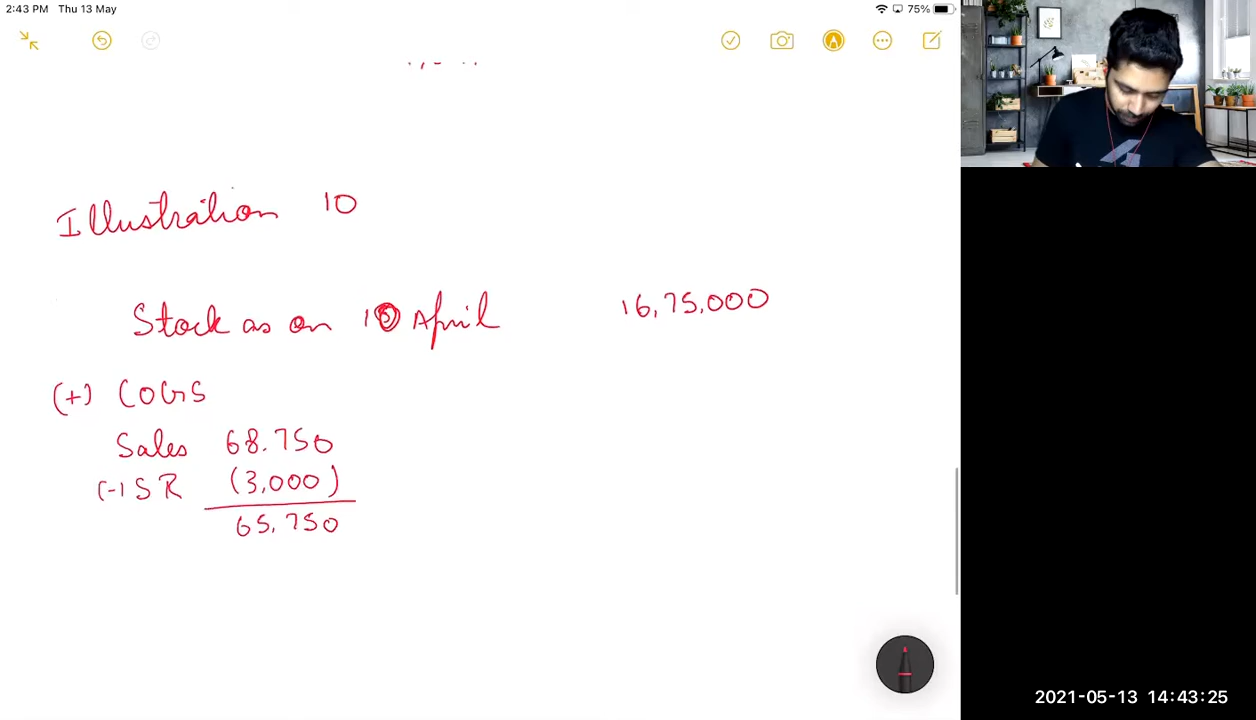 2:43 PM Thu 13 May 75%
Illustration 10
Stock as on 10 April 16,75,000
(+) COGS
Sales 68.750
(-) SR (3,000)
65.750
2021-05-13 14:43:25